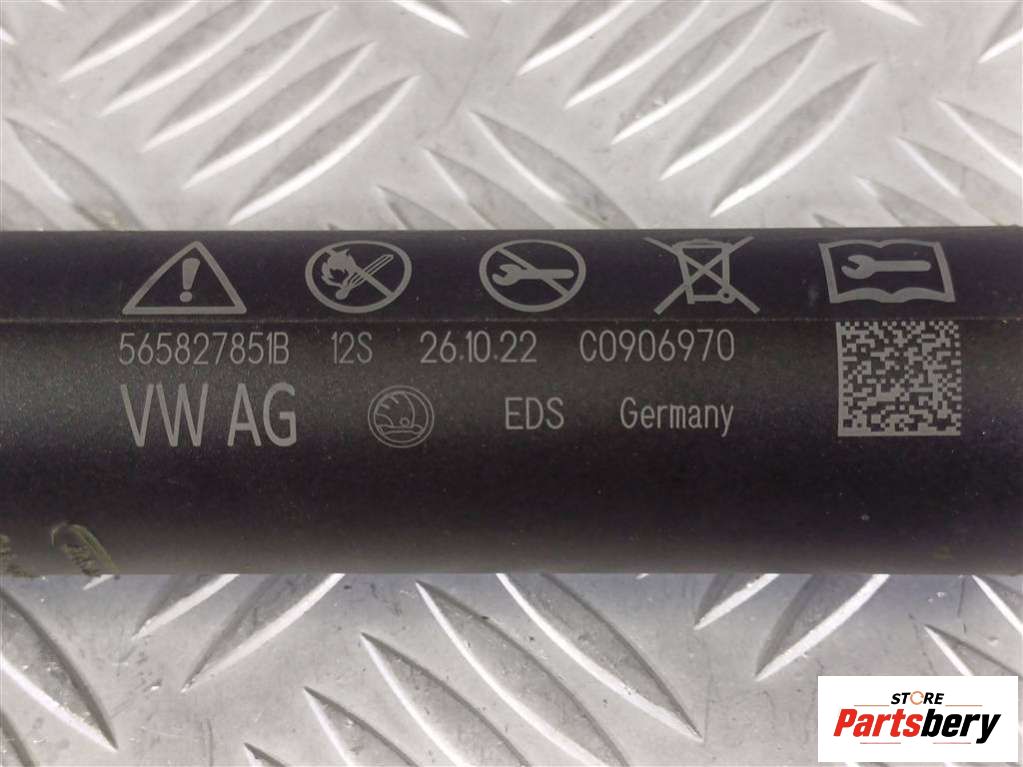 565827851B 12S 26.10.22 C0906970
VW AG EDS Germany
STORE
Partsbery